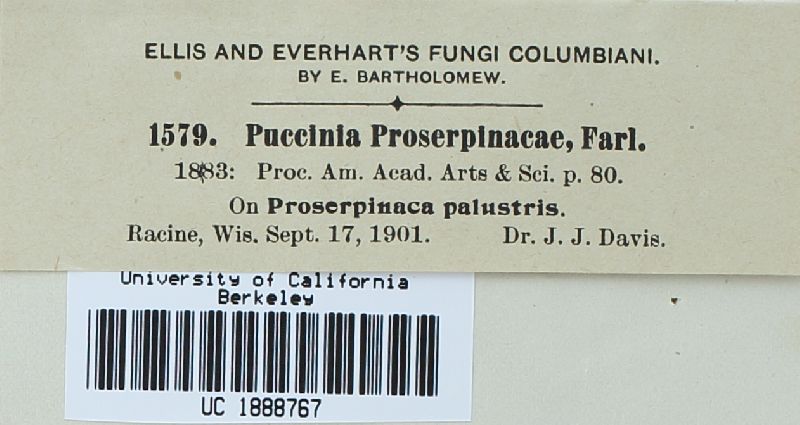 ELLIS AND EVERHART'S FUNGI COLUMBIANI.
BY E. BARTHOLOMEW.
1579. Puccinia Proserpinacae, Farl.
1883: Proc. Am. Acad. Arts & Sci. p. 80.
On Proserpinaca palustris.
Racine, Wis. Sept. 17, 1901. Dr. J. J. Davis.
University of California
Berkeley
UC 1888767